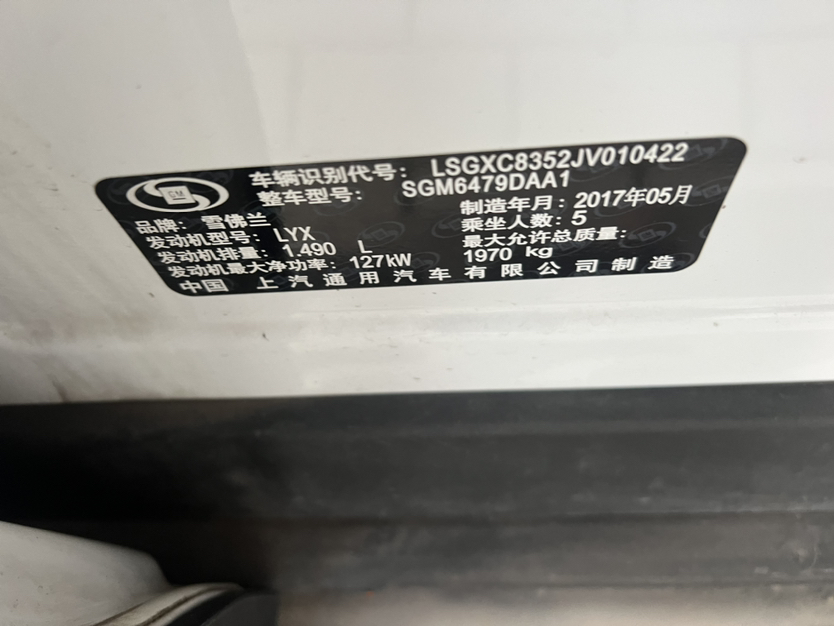 GM
车辆识别代号: LSGXC8352JV010422
整车型号: SGM6479DAA1
品牌: 雪佛兰 制造年月: 2017年05月
发动机型号: LYX 乘坐人数: 5
发动机排量: 1.490 L 最大允许总质量:
发动机最大净功率: 127kW 1970 kg
中国 上汽通用汽车有限公司制造